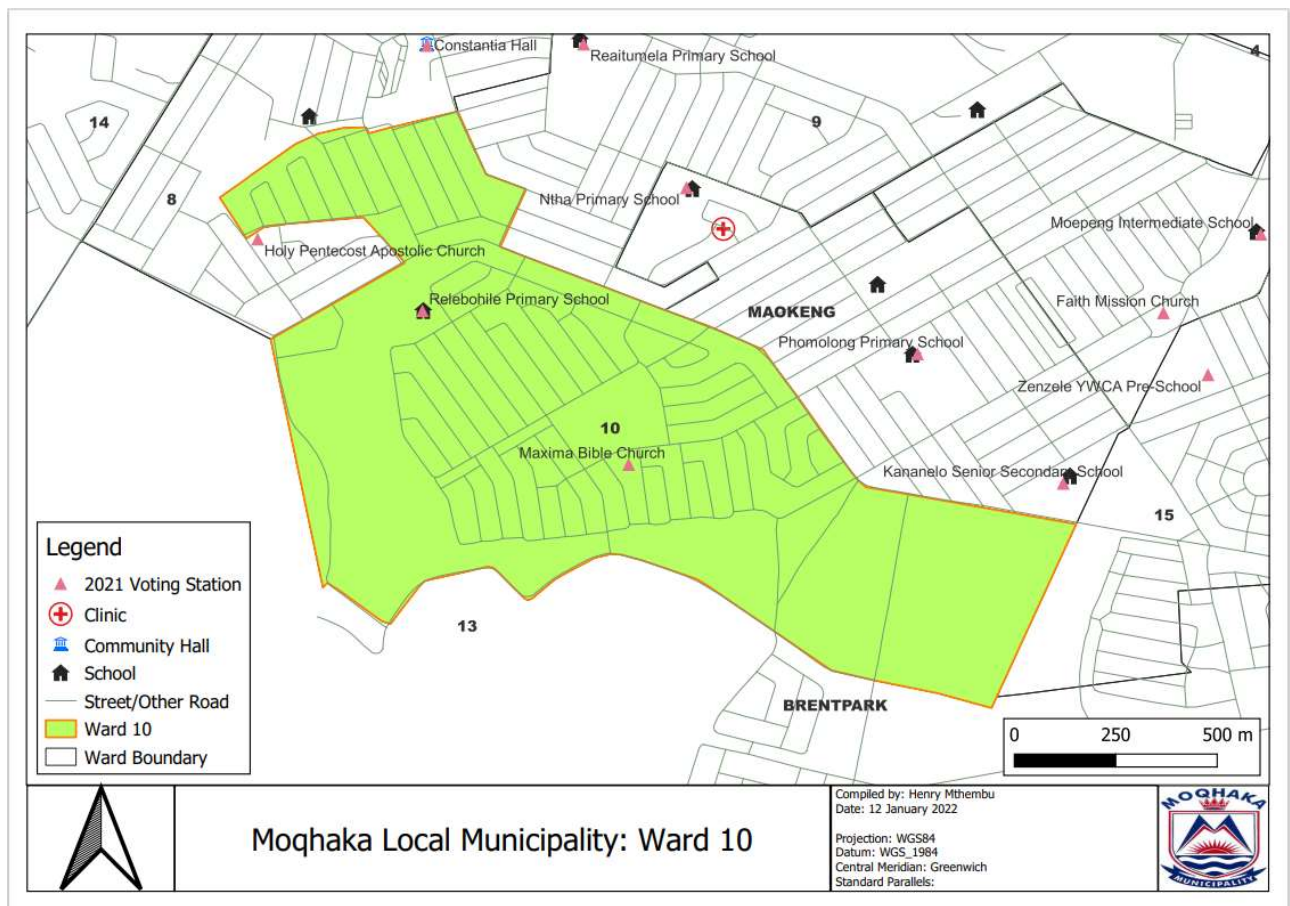 Constantia Hall
Reaitumela Primary School
4
14
9
8
Ntha Primary School
Moepeng Intermediate School
Holy Pentecost Apostolic Church
Relebohile Primary School
Faith Mission Church
MAOKENG
Phomolong Primary School
Zenzele YWCA Pre-School
10
Maxima Bible Church
Kananelo Senior Secondary School
15
13
BRENTPARK
Legend
2021 Voting Station
Clinic
Community Hall
School
Street/Other Road
Ward 10
Ward Boundary
0 250 500 m
Moqhaka Local Municipality: Ward 10
Compiled by: Henry Mthembu
Date: 12 January 2022
Projection: WGS84
Datum: WGS_1984
Central Meridian: Greenwich
Standard Parallels:
MOQHAKA
MUNICIPALITY